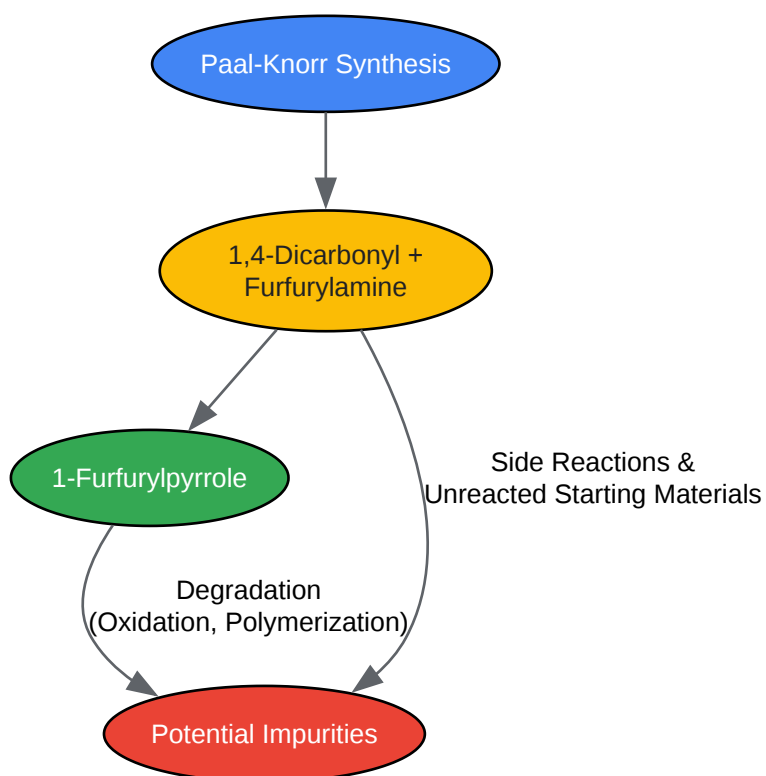 Paal-Knorr Synthesis
1,4-Dicarbonyl +
Furfurylamine
1-Furfurylpyrrole
Side Reactions &
Unreacted Starting Materials
Degradation
(Oxidation, Polymerization)
Potential Impurities